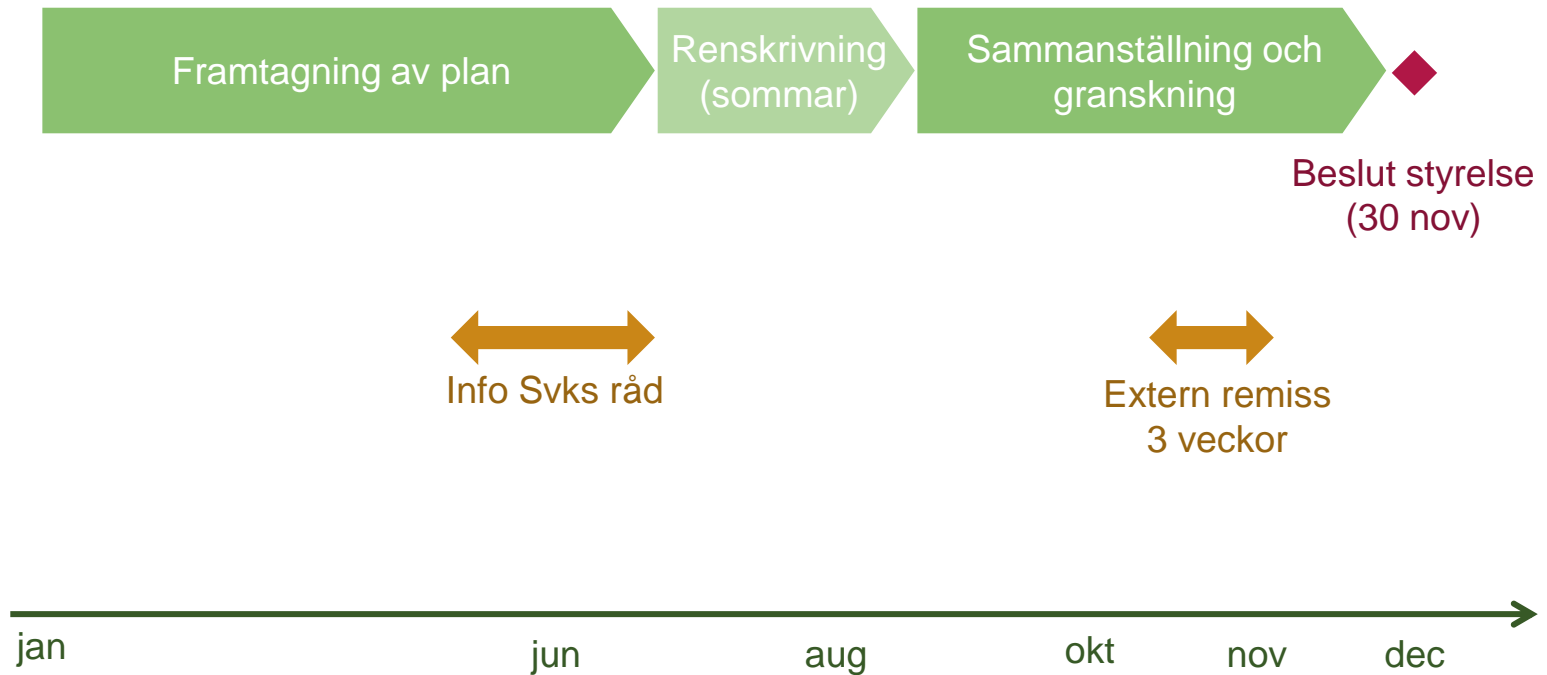 Framtagning av plan
Renskrivning
(sommar)
Sammanställning och
granskning
Beslut styrelse
(30 nov)
Info Svks råd
Extern remiss
3 veckor
jan
jun
aug
okt
nov
dec